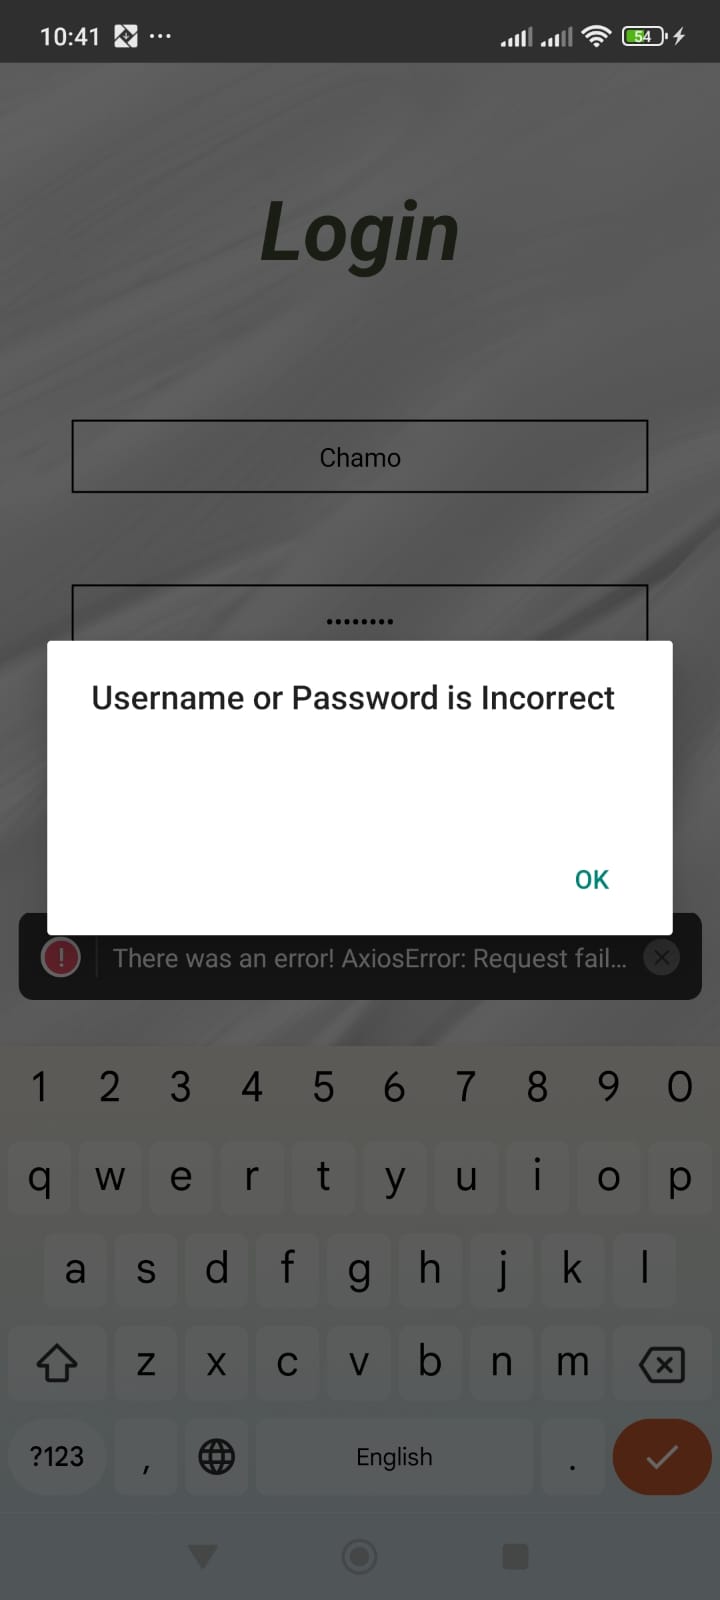 10:41
54
Login
Chamo
••••••••
Username or Password is Incorrect
OK
There was an error! AxiosError: Request fail...
1 2 3 4 5 6 7 8 9 0
q w e r t y u i o p
a s d f g h j k l
z x c v b n m
?123 , English .